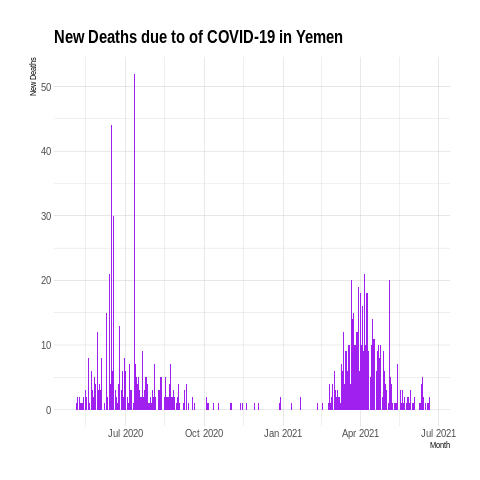 New Deaths due to of COVID-19 in Yemen
New Deaths
50
40
30
20
10
0
Jul 2020 Oct 2020 Jan 2021 Apr 2021 Jul 2021
Month